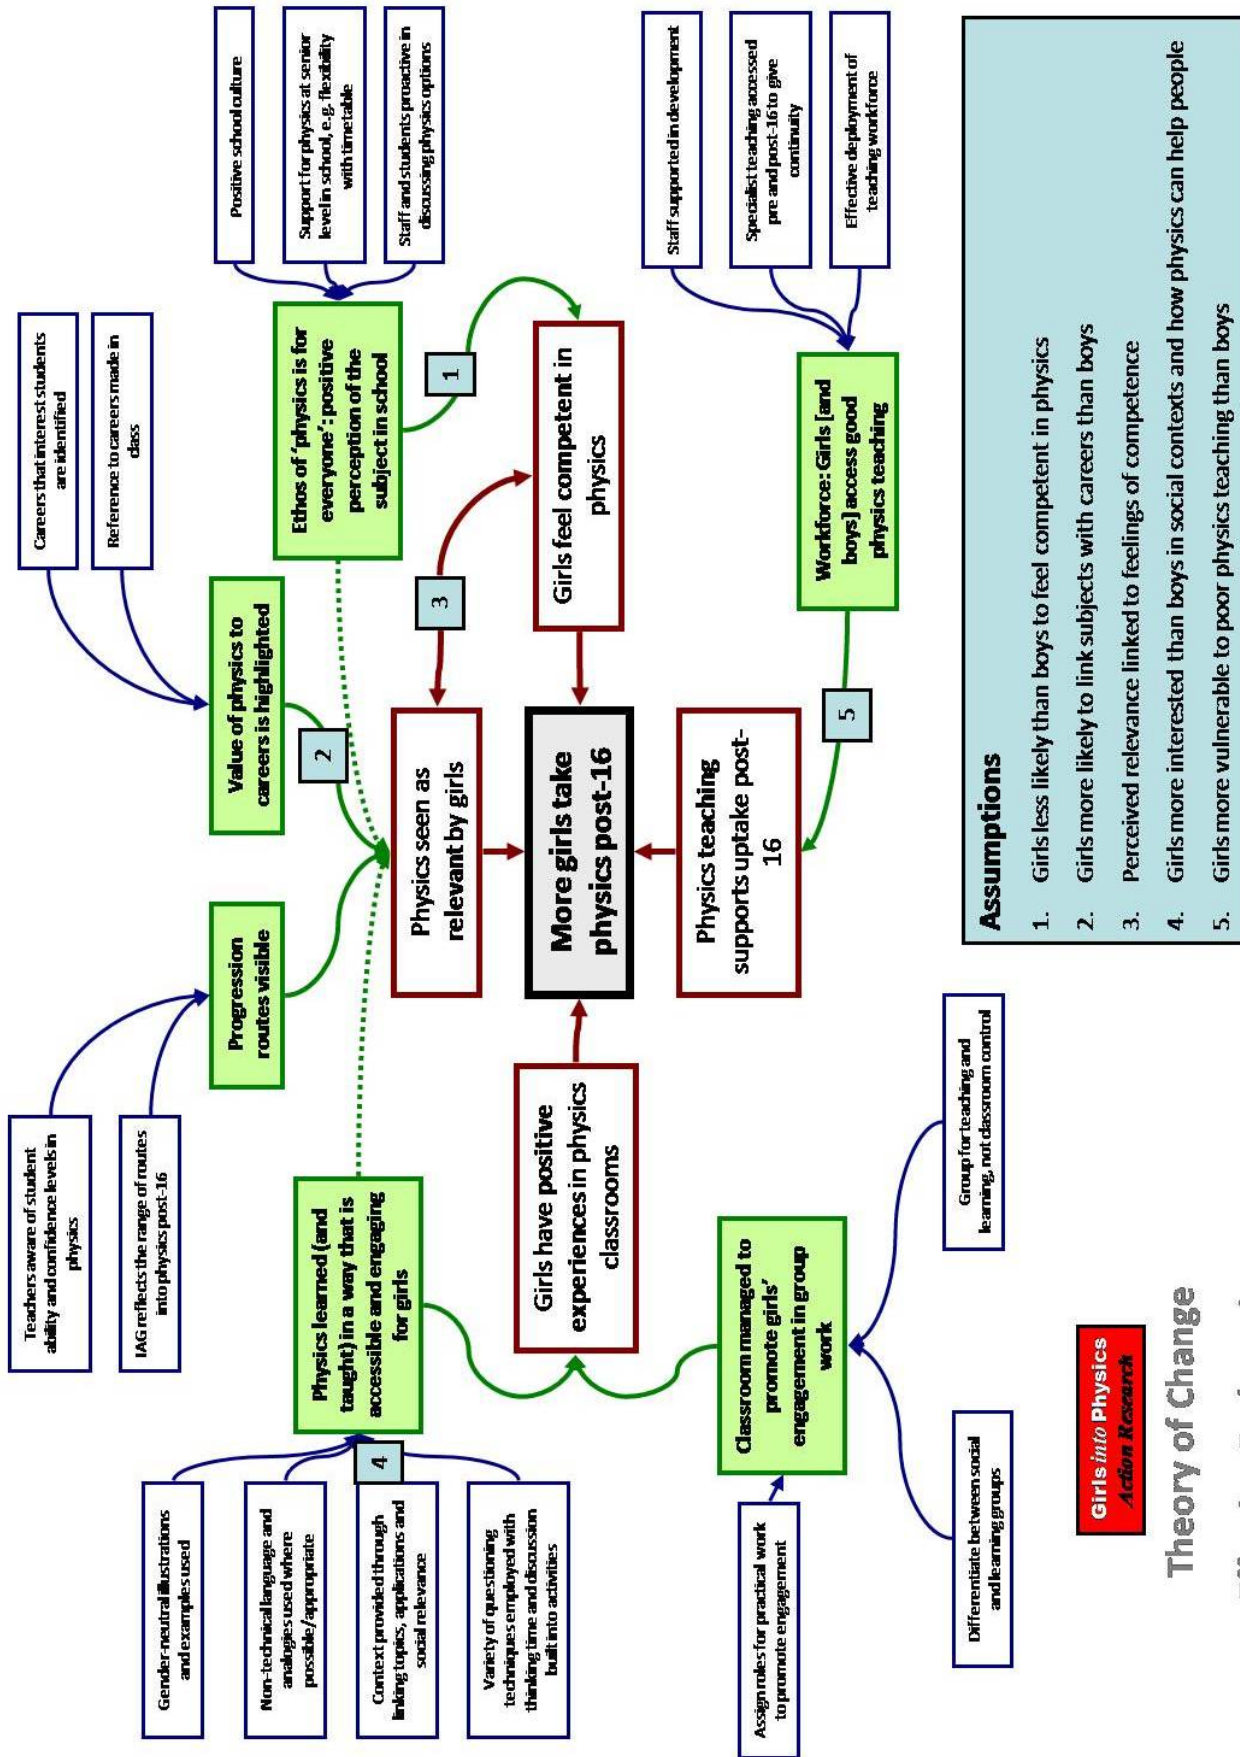 Teachers aware of student
ability and confidence levels in
physics
IAG reflects the range of routes
into physics post-16
Careers that interest students
are identified
Reference to careers made in
class
Progression
routes visible
Value of physics to
careers is highlighted
Positive school culture
Support for physics at senior
level in school, e.g. flexibility
with timetable
Staff and students proactive in
discussing physics options
Gender-neutral illustrations
and examples used
Non-technical language and
analogies used where
possible/appropriate
Context provided through
linking topics, applications and
social relevance
Variety of questioning
techniques employed with
thinking time and discussion
built into activities
4
Physics learned (and
taught) in a way that is
accessible and engaging
for girls
2
Ethos of ‘physics is for
everyone’: positive
perception of the
subject in school
1
3
Physics seen as
relevant by girls
Girls have positive
experiences in physics
classrooms
More girls take
physics post-16
Girls feel competent in
physics
Physics teaching
supports uptake post-
16
5
Workforce: Girls [and
boys] access good
physics teaching
Staff supported in development
Specialist teaching accessed
pre and post-16 to give
continuity
Effective deployment of
teaching workforce
Assign roles for practical work
to promote engagement
Classroom managed to
promote girls’
engagement in group
work
Differentiate between social
and learning groups
Group for teaching and
learning, not classroom control
Girls into Physics
Action Research
Theory of Change
Assumptions
1. Girls less likely than boys to feel competent in physics
2. Girls more likely to link subjects with careers than boys
3. Perceived relevance linked to feelings of competence
4. Girls more interested than boys in social contexts and how physics can help people
5. Girls more vulnerable to poor physics teaching than boys